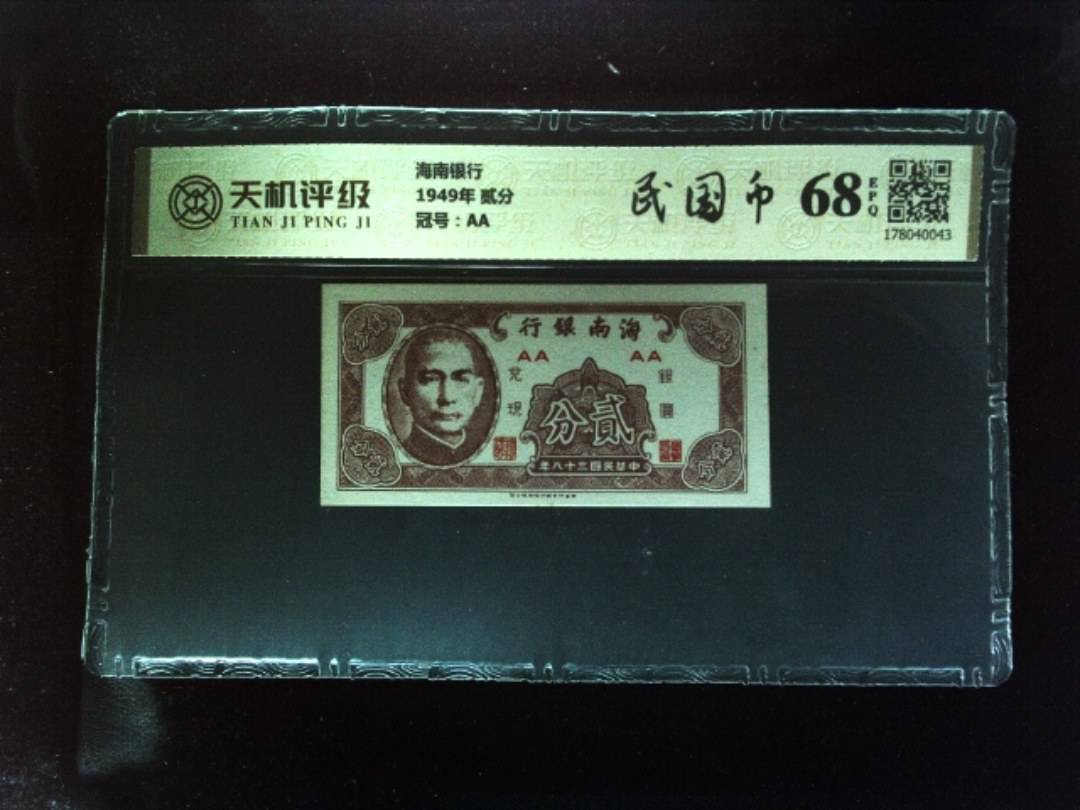 天机评级
TIAN JI PING JI
海南银行
1949年 贰分
冠号：AA
民国币
68
EPQ
178040043
行銀南海
AA AA
兌現
銀圓
分貳
年八十三國民華中